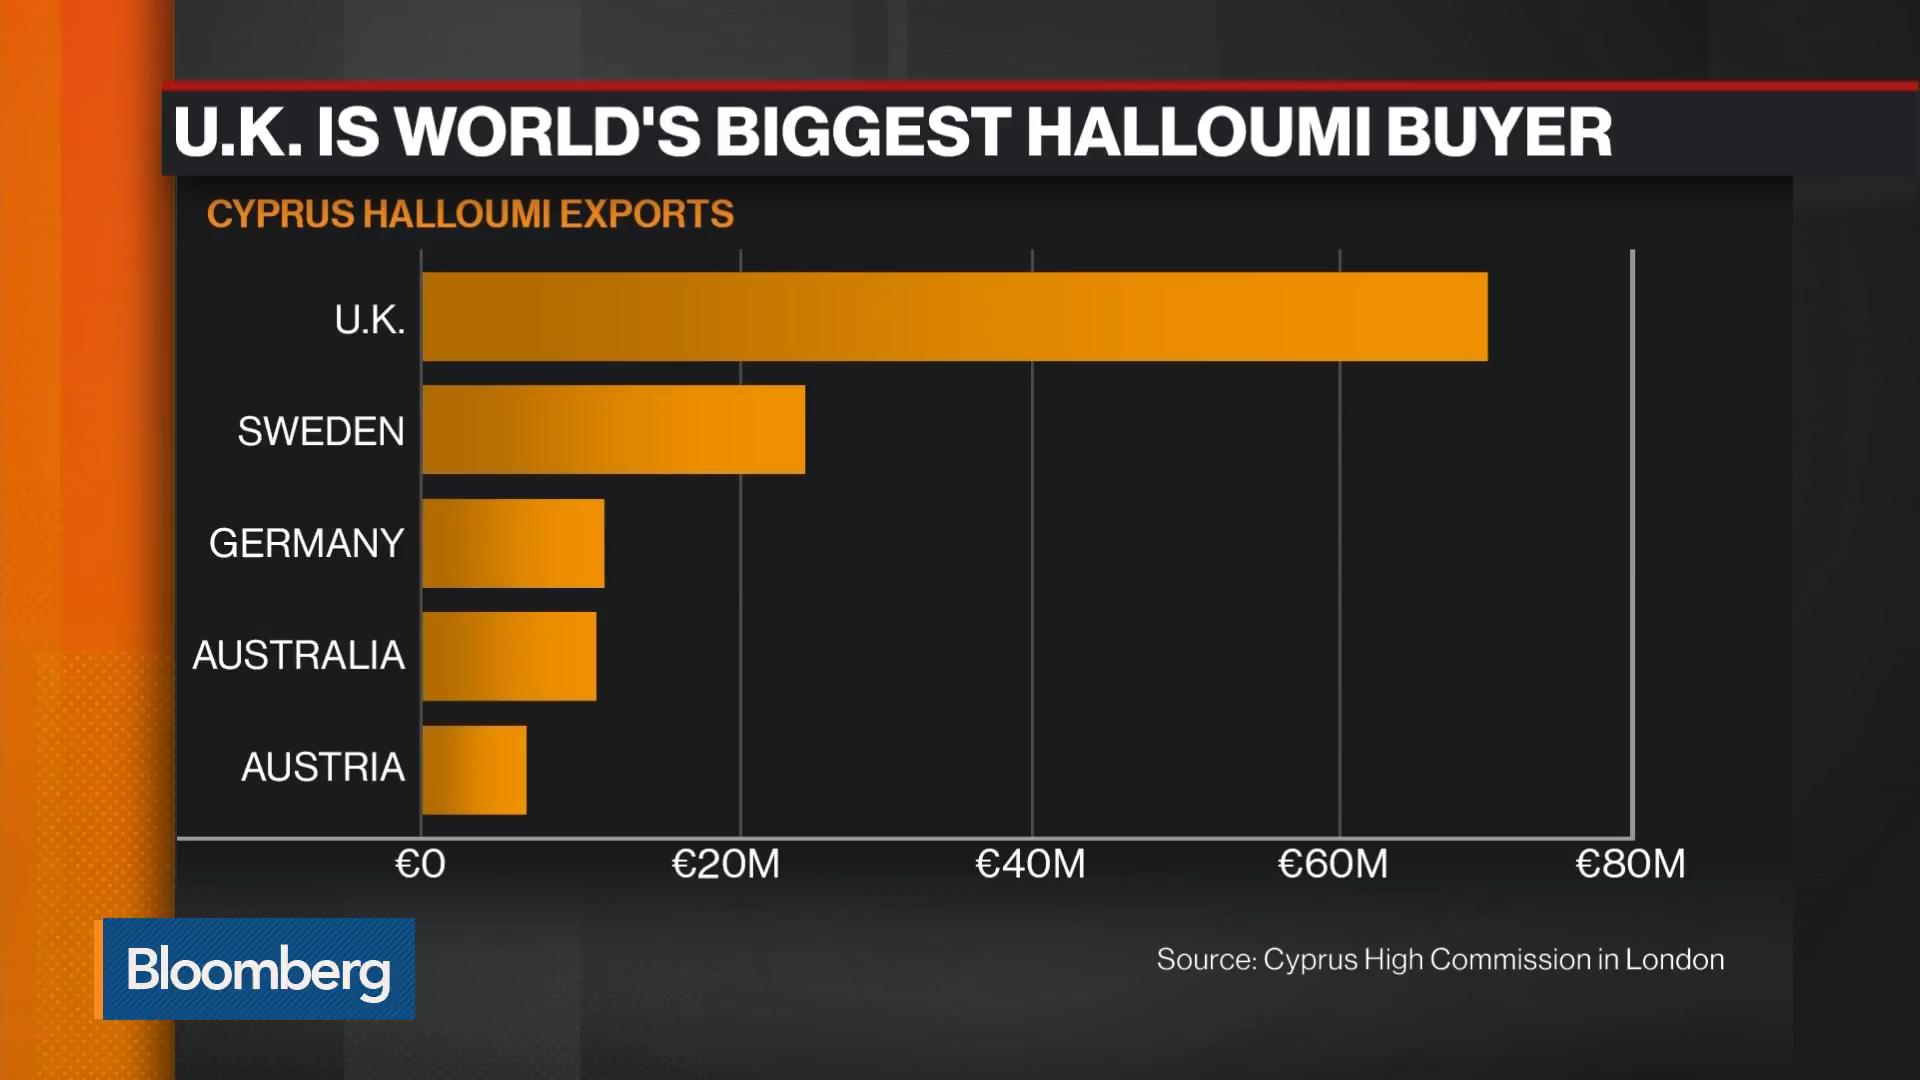 U.K. IS WORLD'S BIGGEST HALLOUMI BUYER
CYPRUS HALLOUMI EXPORTS
U.K.
SWEDEN
GERMANY
AUSTRALIA
AUSTRIA
€0 €20M €40M €60M €80M
Source: Cyprus High Commission in London
Bloomberg